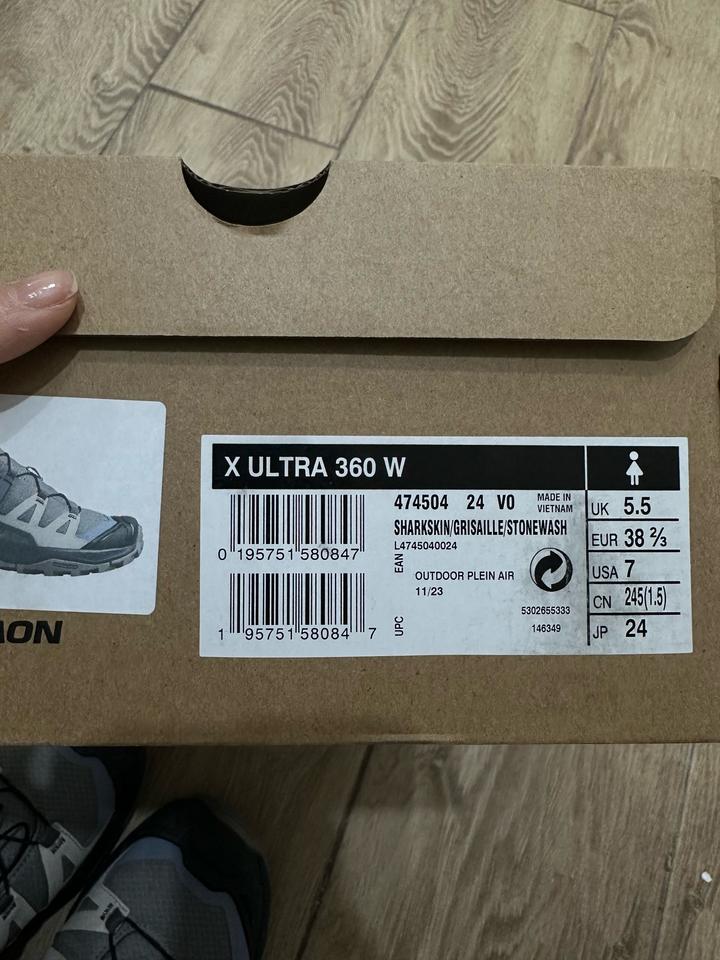 X ULTRA 360 W
474504 24 V0
MADE IN
VIETNAM
SHARKSKIN/GRISAILLE/STONEWASH
L4745040024
EAN
0 195751 580847
OUTDOOR PLEIN AIR
11/23
5302655333
146349
UPC
1 95751 58084 7
UK 5.5
EUR 38 ⅔
USA 7
CN 245(1.5)
JP 24